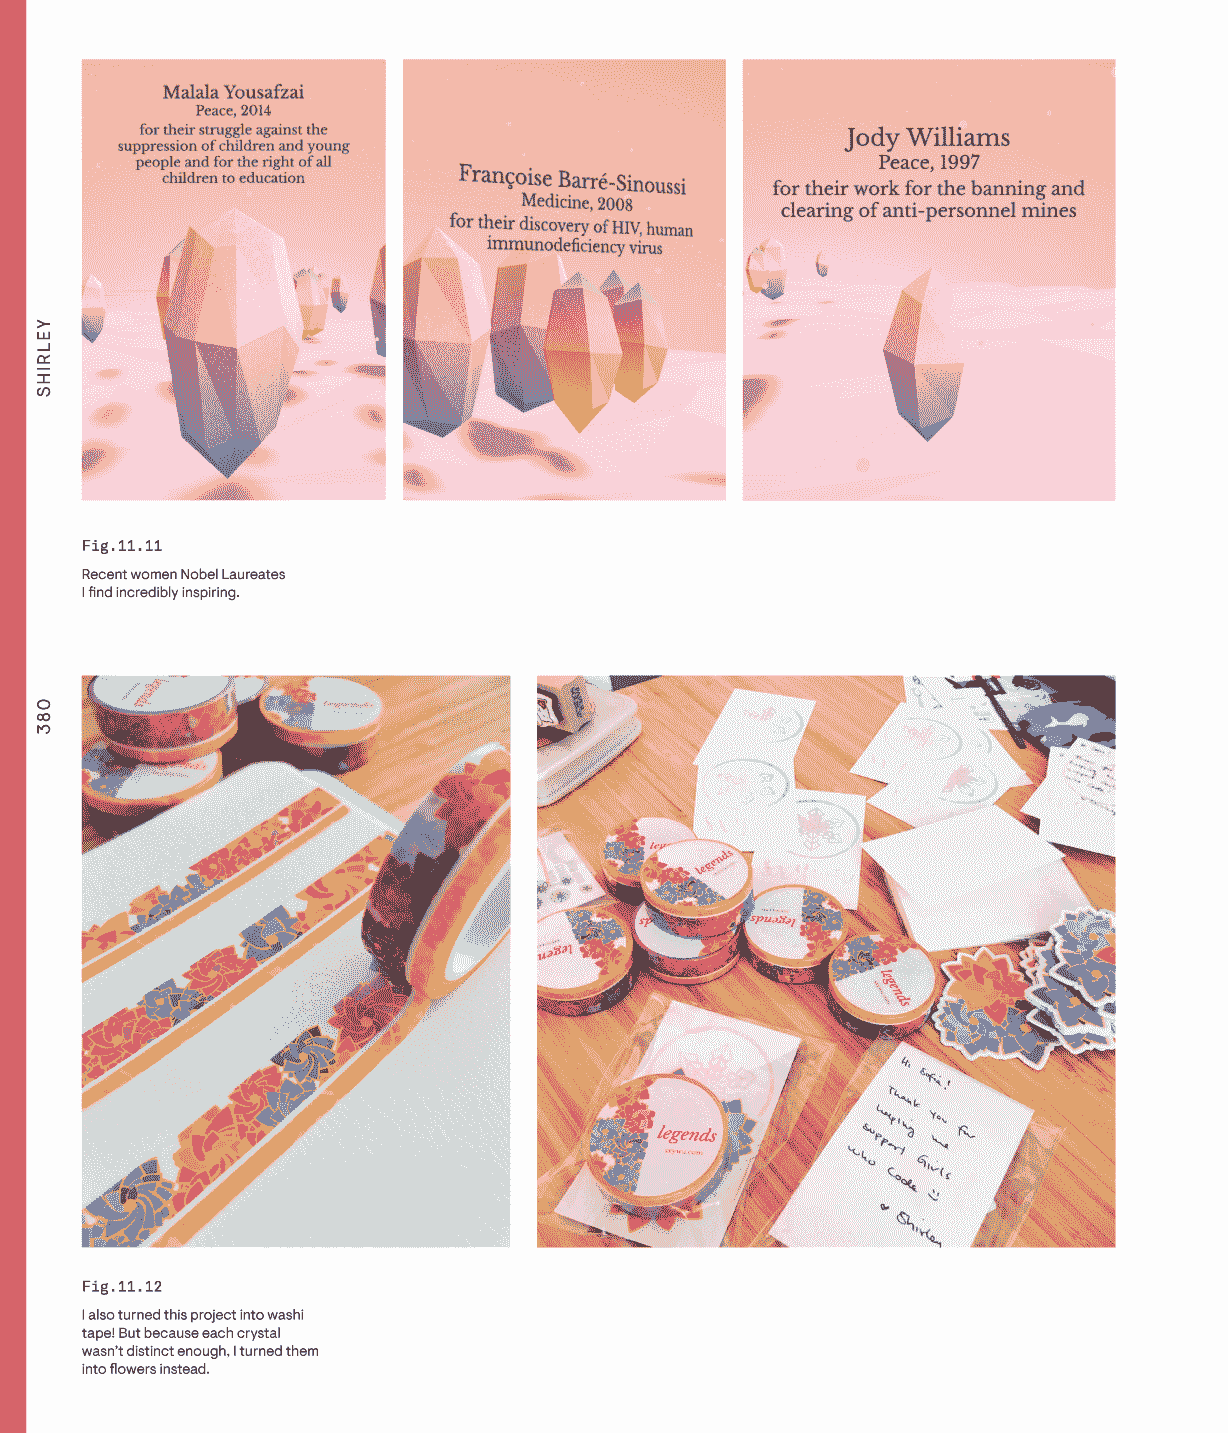 Malala Yousafzai
Peace, 2014
for their struggle against the
suppression of children and young
people and for the right of all
children to education
Françoise Barré-Sinoussi
Medicine, 2008
for their discovery of HIV, human
immunodeficiency virus
Jody Williams
Peace, 1997
for their work for the banning and
clearing of anti-personnel mines
SHIRLEY
Fig.11.11
Recent women Nobel Laureates
I find incredibly inspiring.
380
legends
legends
legends
legends
Hi Sofia!
Thank you for
helping me
support Girls
who Code :)
♥ Shirley
Fig.11.12
I also turned this project into washi
tape! But because each crystal
wasn't distinct enough, I turned them
into flowers instead.